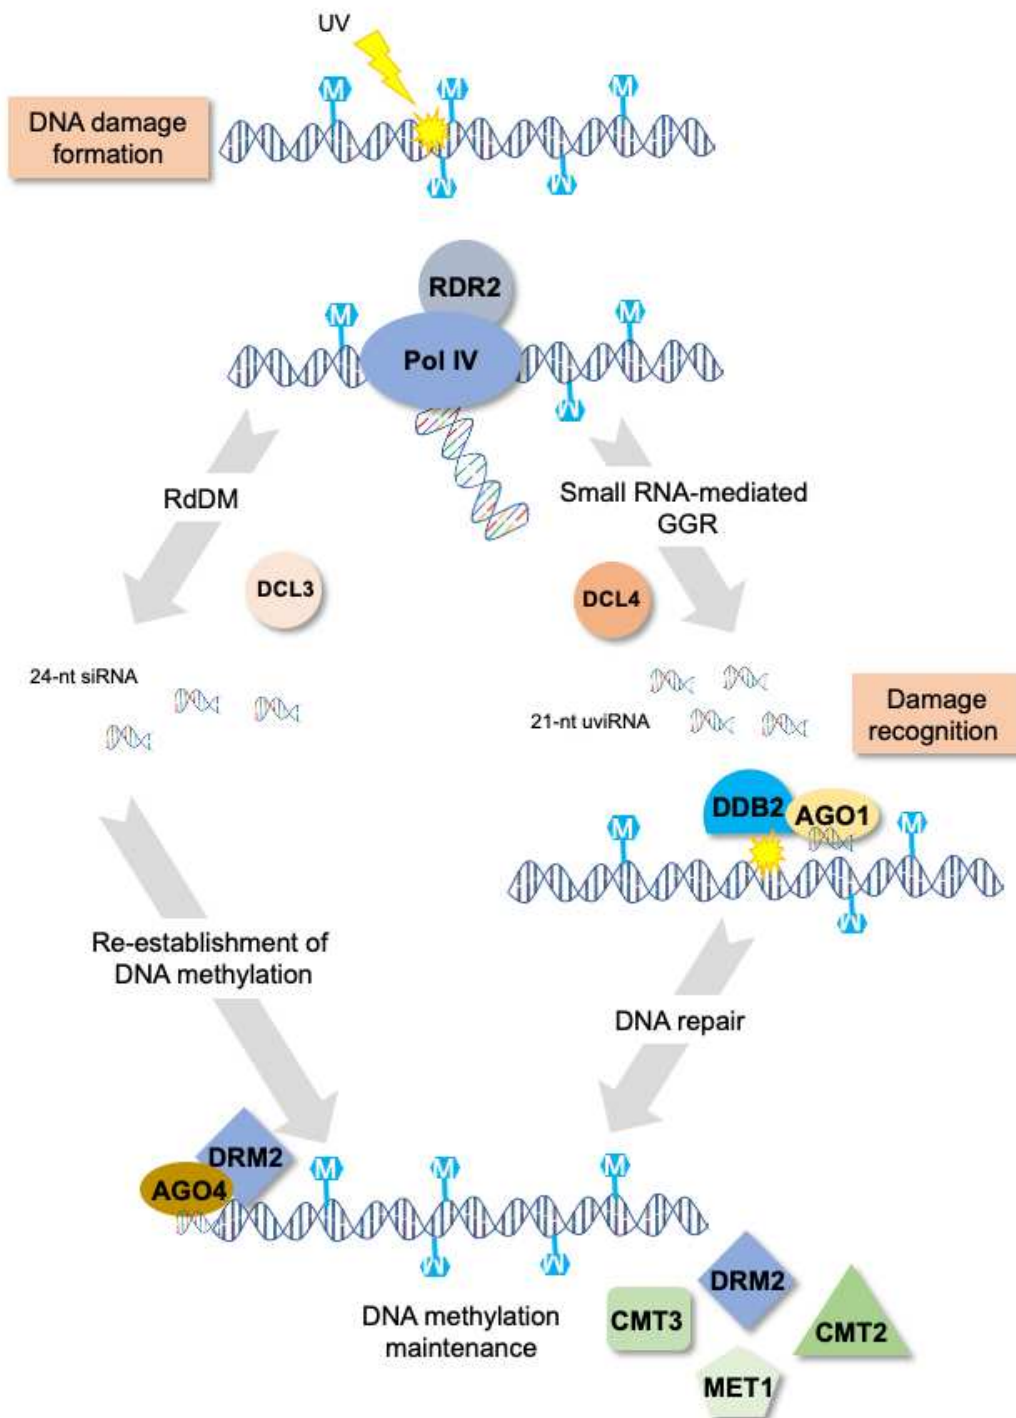 UV
M
M
M
DNA damage
formation
M
M
RDR2
M
M
Pol IV
M
RdDM
Small RNA-mediated
GGR
DCL3
DCL4
24-nt siRNA
21-nt uviRNA
Damage
recognition
DDB2
AGO1
M
M
M
Re-establishment of
DNA methylation
DNA repair
DRM2
AGO4
M
M
M
M
M
DNA methylation
maintenance
DRM2
CMT3
CMT2
MET1